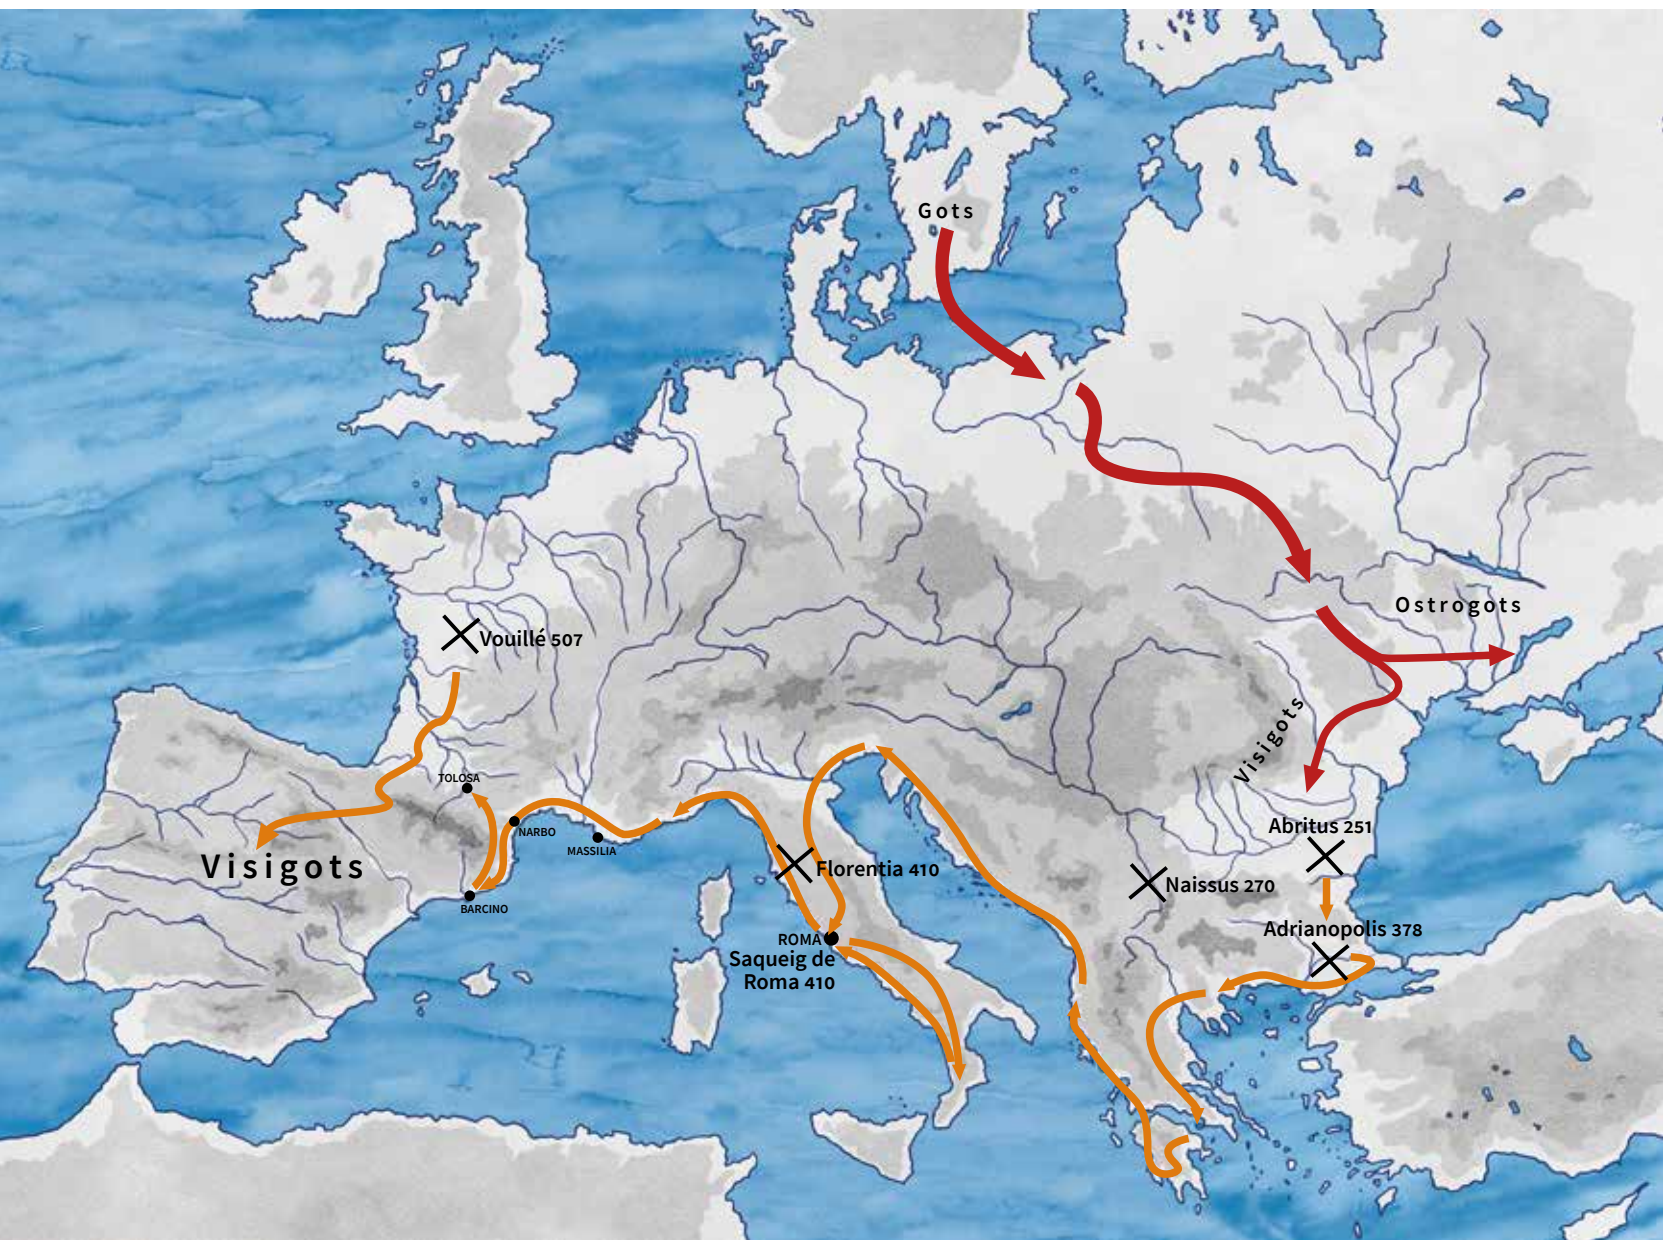 Gots
Ostrogots
Vouillé 507
Visigots
TOLOSA
NARBO
MASSILIA
Abritus 251
Visigots
Florentia 410
Naissus 270
BARCINO
Adrianopolis 378
ROMA
Saqueig de
Roma 410